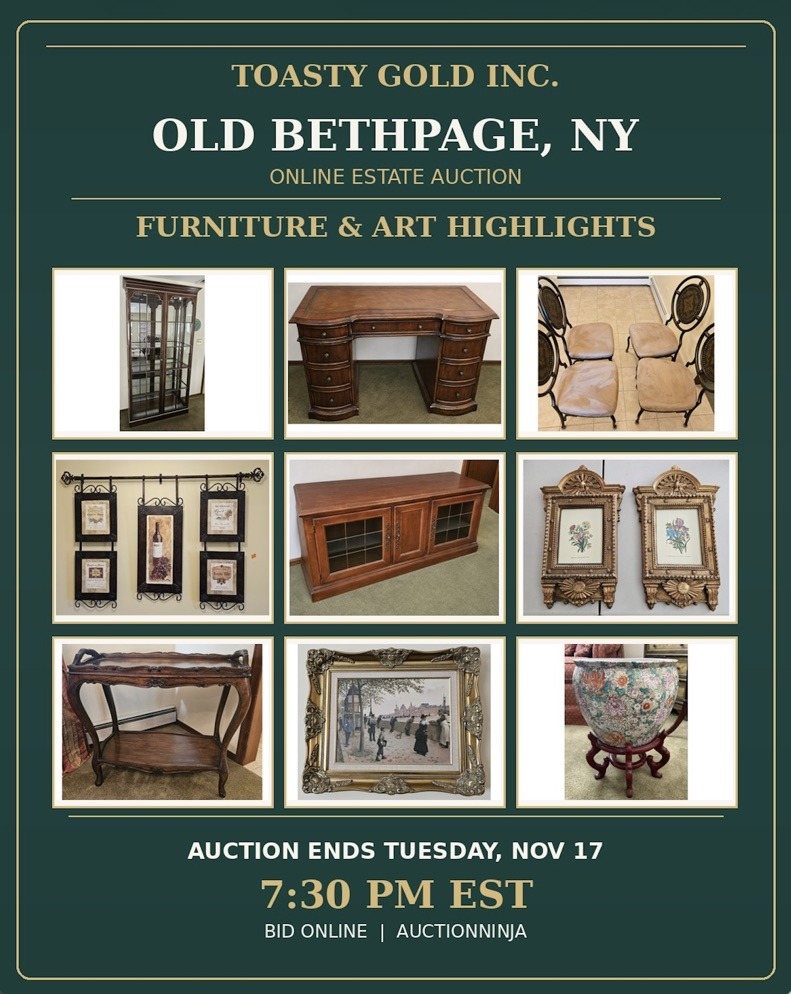 TOASTY GOLD INC.
OLD BETHPAGE, NY
ONLINE ESTATE AUCTION
FURNITURE & ART HIGHLIGHTS
AUCTION ENDS TUESDAY, NOV 17
7:30 PM EST
BID ONLINE | AUCTIONNINJA